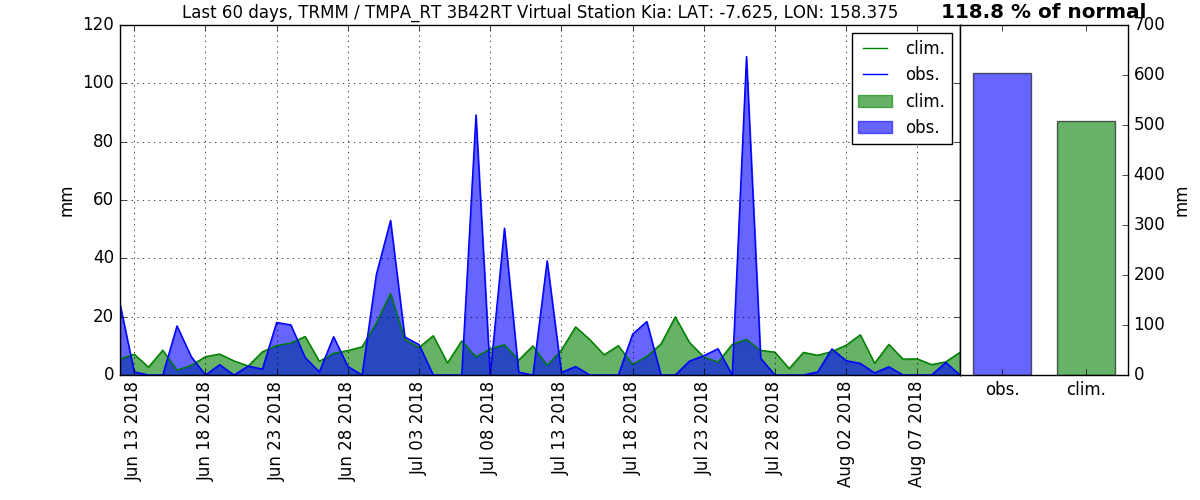 Last 60 days, TRMM / TMPA_RT 3B42RT Virtual Station Kia: LAT: -7.625, LON: 158.375
118.8 % of normal
120
100
80
60
40
20
0
mm
clim.
obs.
clim.
obs.
700
600
500
400
300
200
100
0
mm
Jun 13 2018
Jun 18 2018
Jun 23 2018
Jun 28 2018
Jul 03 2018
Jul 08 2018
Jul 13 2018
Jul 18 2018
Jul 23 2018
Jul 28 2018
Aug 02 2018
Aug 07 2018
obs.
clim.